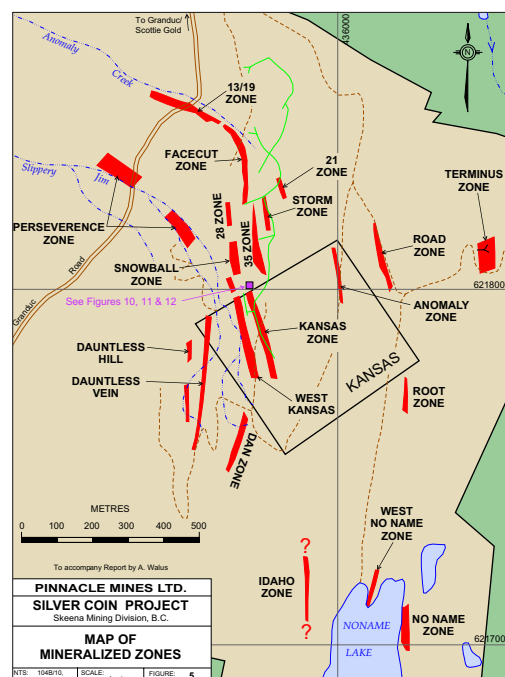 To Granduc/
Scottie Gold
436000
Anomaly
Creek
N
13/19
ZONE
FACECUT
ZONE
21
ZONE
Slippery
Jim
STORM
ZONE
TERMINUS
ZONE
PERSEVERENCE
ZONE
28 ZONE
35 ZONE
ROAD
ZONE
SNOWBALL
ZONE
Road
Granduc
621800
See Figures 10, 11 & 12
ANOMALY
ZONE
KANSAS
ZONE
DAUNTLESS
HILL
KANSAS
DAUNTLESS
VEIN
WEST
KANSAS
ROOT
ZONE
DAN ZONE
METRES
0 100 200 300 400 500
WEST
NO NAME
ZONE
?
To accompany Report by A. Walus
IDAHO
ZONE
?
PINNACLE MINES LTD.
SILVER COIN PROJECT
Skeena Mining Division, B.C.
NONAME
LAKE
NO NAME
ZONE
MAP OF
MINERALIZED ZONES
621700
NTS: 104B/10, SCALE: FIGURE: 5